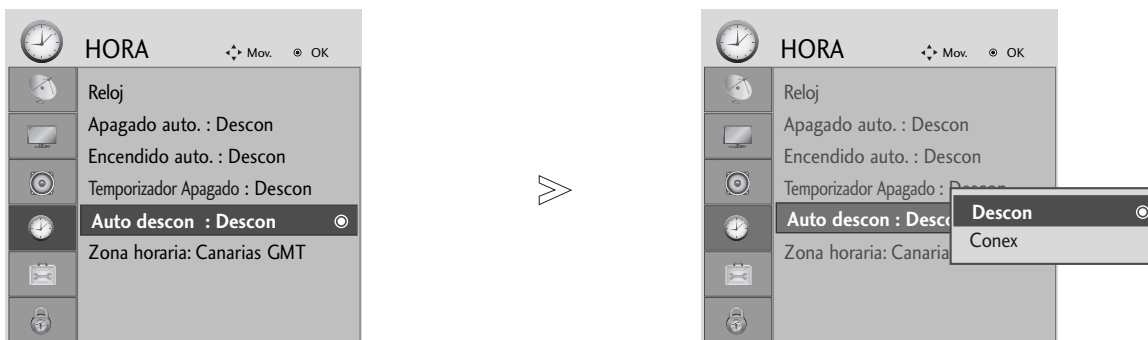 HORA Mov. OK
Reloj
Apagado auto. : Descon
Encendido auto. : Descon
Temporizador Apagado : Descon
Auto descon : Descon
Zona horaria: Canarias GMT
HORA Mov. OK
Reloj
Apagado auto. : Descon
Encendido auto. : Descon
Temporizador Apagado : Descon
Auto descon : Desco
Zona horaria: Canaria
Descon
Conex